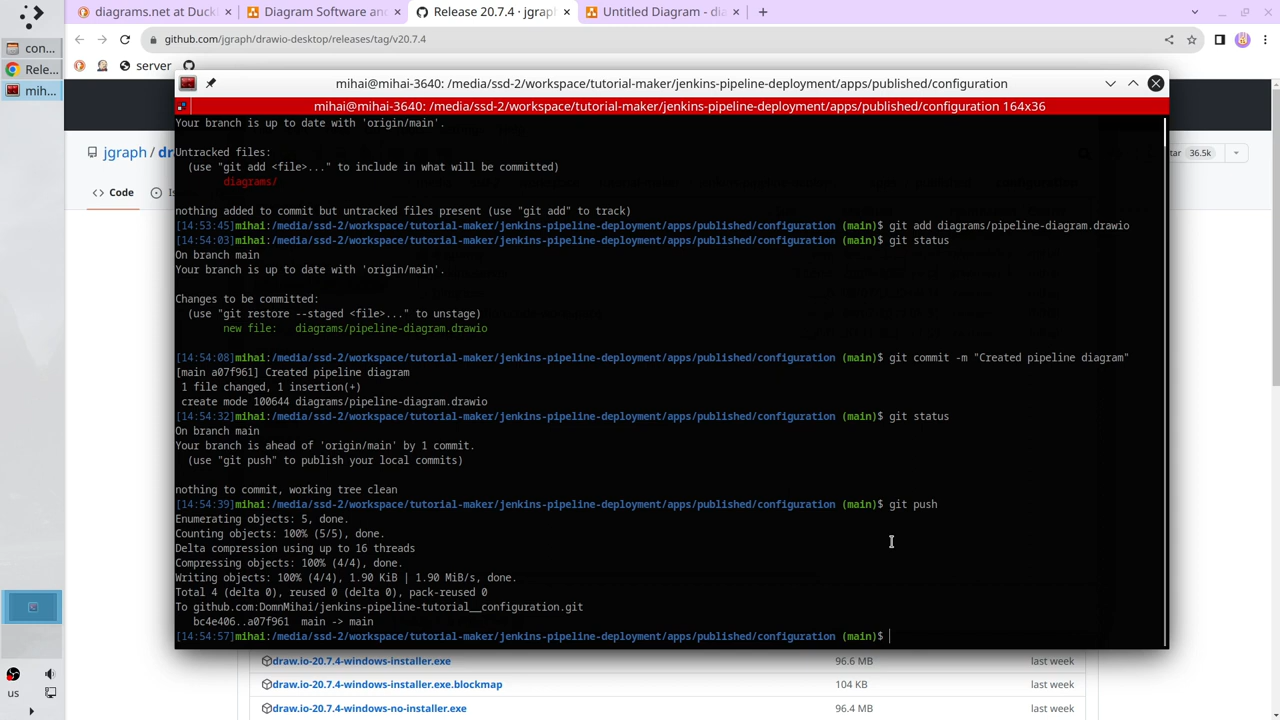 diagrams.net at Duck
Diagram Software and
Release 20.7.4 · jgraph
Untitled Diagram - dia
github.com/jgraph/drawio-desktop/releases/tag/v20.7.4
server
con...
Rele...
mih...
mihai@mihai-3640: /media/ssd-2/workspace/tutorial-maker/jenkins-pipeline-deployment/apps/published/configuration
mihai@mihai-3640: /media/ssd-2/workspace/tutorial-maker/jenkins-pipeline-deployment/apps/published/configuration 164x36
jgraph / dr
tar 36.5k
Code
Is
Your branch is up to date with 'origin/main'.
Untracked files:
(use "git add <file>..." to include in what will be committed)
diagrams/
nothing added to commit but untracked files present (use "git add" to track)
[14:53:45]mihai:/media/ssd-2/workspace/tutorial-maker/jenkins-pipeline-deployment/apps/published/configuration (main)$ git add diagrams/pipeline-diagram.drawio
[14:54:03]mihai:/media/ssd-2/workspace/tutorial-maker/jenkins-pipeline-deployment/apps/published/configuration (main)$ git status
On branch main
Your branch is up to date with 'origin/main'.
Changes to be committed:
(use "git restore --staged <file>..." to unstage)
new file: diagrams/pipeline-diagram.drawio
[14:54:08]mihai:/media/ssd-2/workspace/tutorial-maker/jenkins-pipeline-deployment/apps/published/configuration (main)$ git commit -m "Created pipeline diagram"
[main a07f961] Created pipeline diagram
1 file changed, 1 insertion(+)
create mode 100644 diagrams/pipeline-diagram.drawio
[14:54:32]mihai:/media/ssd-2/workspace/tutorial-maker/jenkins-pipeline-deployment/apps/published/configuration (main)$ git status
On branch main
Your branch is ahead of 'origin/main' by 1 commit.
(use "git push" to publish your local commits)
nothing to commit, working tree clean
[14:54:39]mihai:/media/ssd-2/workspace/tutorial-maker/jenkins-pipeline-deployment/apps/published/configuration (main)$ git push
Enumerating objects: 5, done.
Counting objects: 100% (5/5), done.
Delta compression using up to 16 threads
Compressing objects: 100% (4/4), done.
Writing objects: 100% (4/4), 1.90 KiB | 1.90 MiB/s, done.
Total 4 (delta 0), reused 0 (delta 0), pack-reused 0
To github.com:DomnMihai/jenkins-pipeline-tutorial__configuration.git
bc4e406..a07f961 main -> main
[14:54:57]mihai:/media/ssd-2/workspace/tutorial-maker/jenkins-pipeline-deployment/apps/published/configuration (main)$
draw.io-20.7.4-windows-installer.exe 96.6 MB last week
draw.io-20.7.4-windows-installer.exe.blockmap 104 KB last week
draw.io-20.7.4-windows-no-installer.exe 96.4 MB last week
us